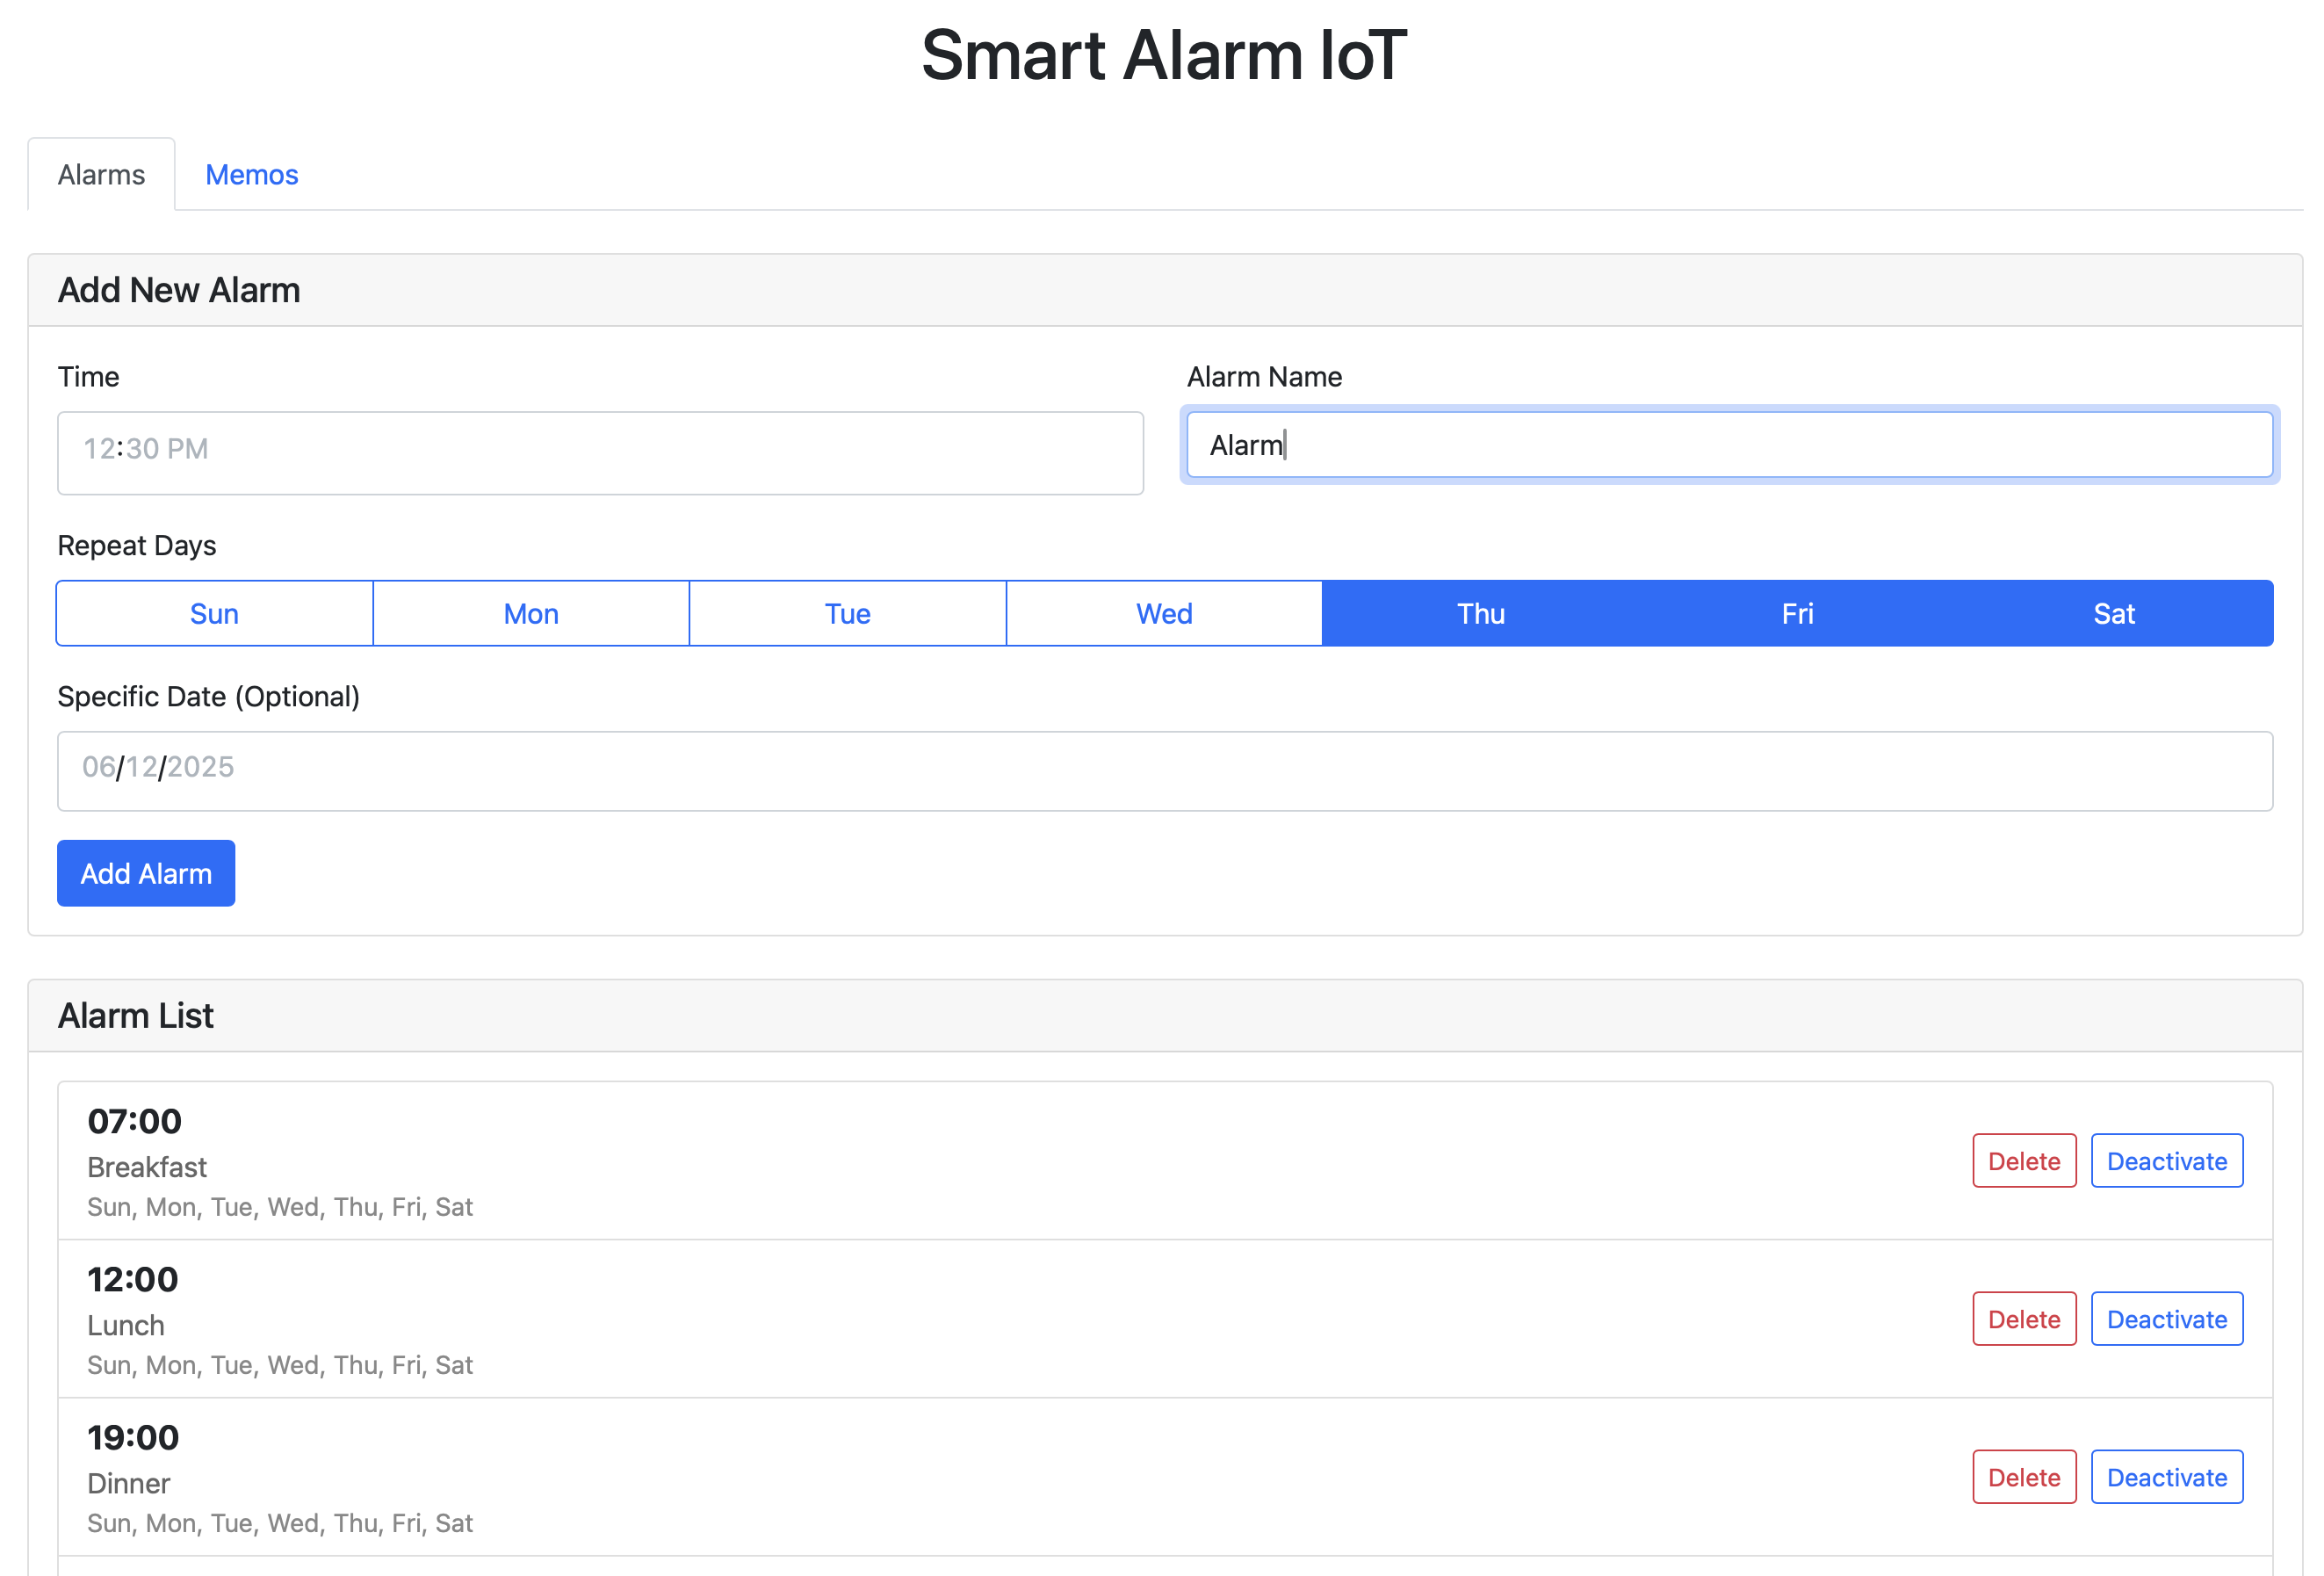 Smart Alarm IoT
Alarms Memos
Add New Alarm
Time Alarm Name
12:30 PM Alarm
Repeat Days
Sun Mon Tue Wed Thu Fri Sat
Specific Date (Optional)
06/12/2025
Add Alarm
Alarm List
07:00
Breakfast
Sun, Mon, Tue, Wed, Thu, Fri, Sat
Delete Deactivate
12:00
Lunch
Sun, Mon, Tue, Wed, Thu, Fri, Sat
Delete Deactivate
19:00
Dinner
Sun, Mon, Tue, Wed, Thu, Fri, Sat
Delete Deactivate